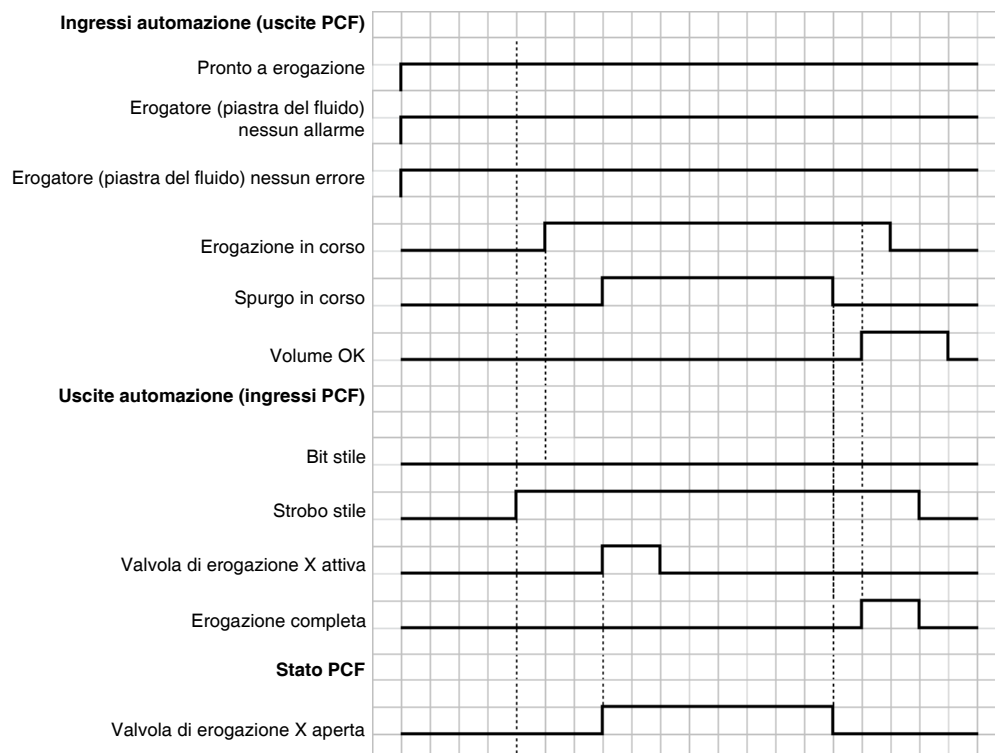 Ingressi automazione (uscite PCF)
Pronto a erogazione
Erogatore (piastra del fluido)
nessun allarme
Erogatore (piastra del fluido) nessun errore
Erogazione in corso
Spurgo in corso
Volume OK
Uscite automazione (ingressi PCF)
Bit stile
Strobo stile
Valvola di erogazione X attiva
Erogazione completa
Stato PCF
Valvola di erogazione X aperta